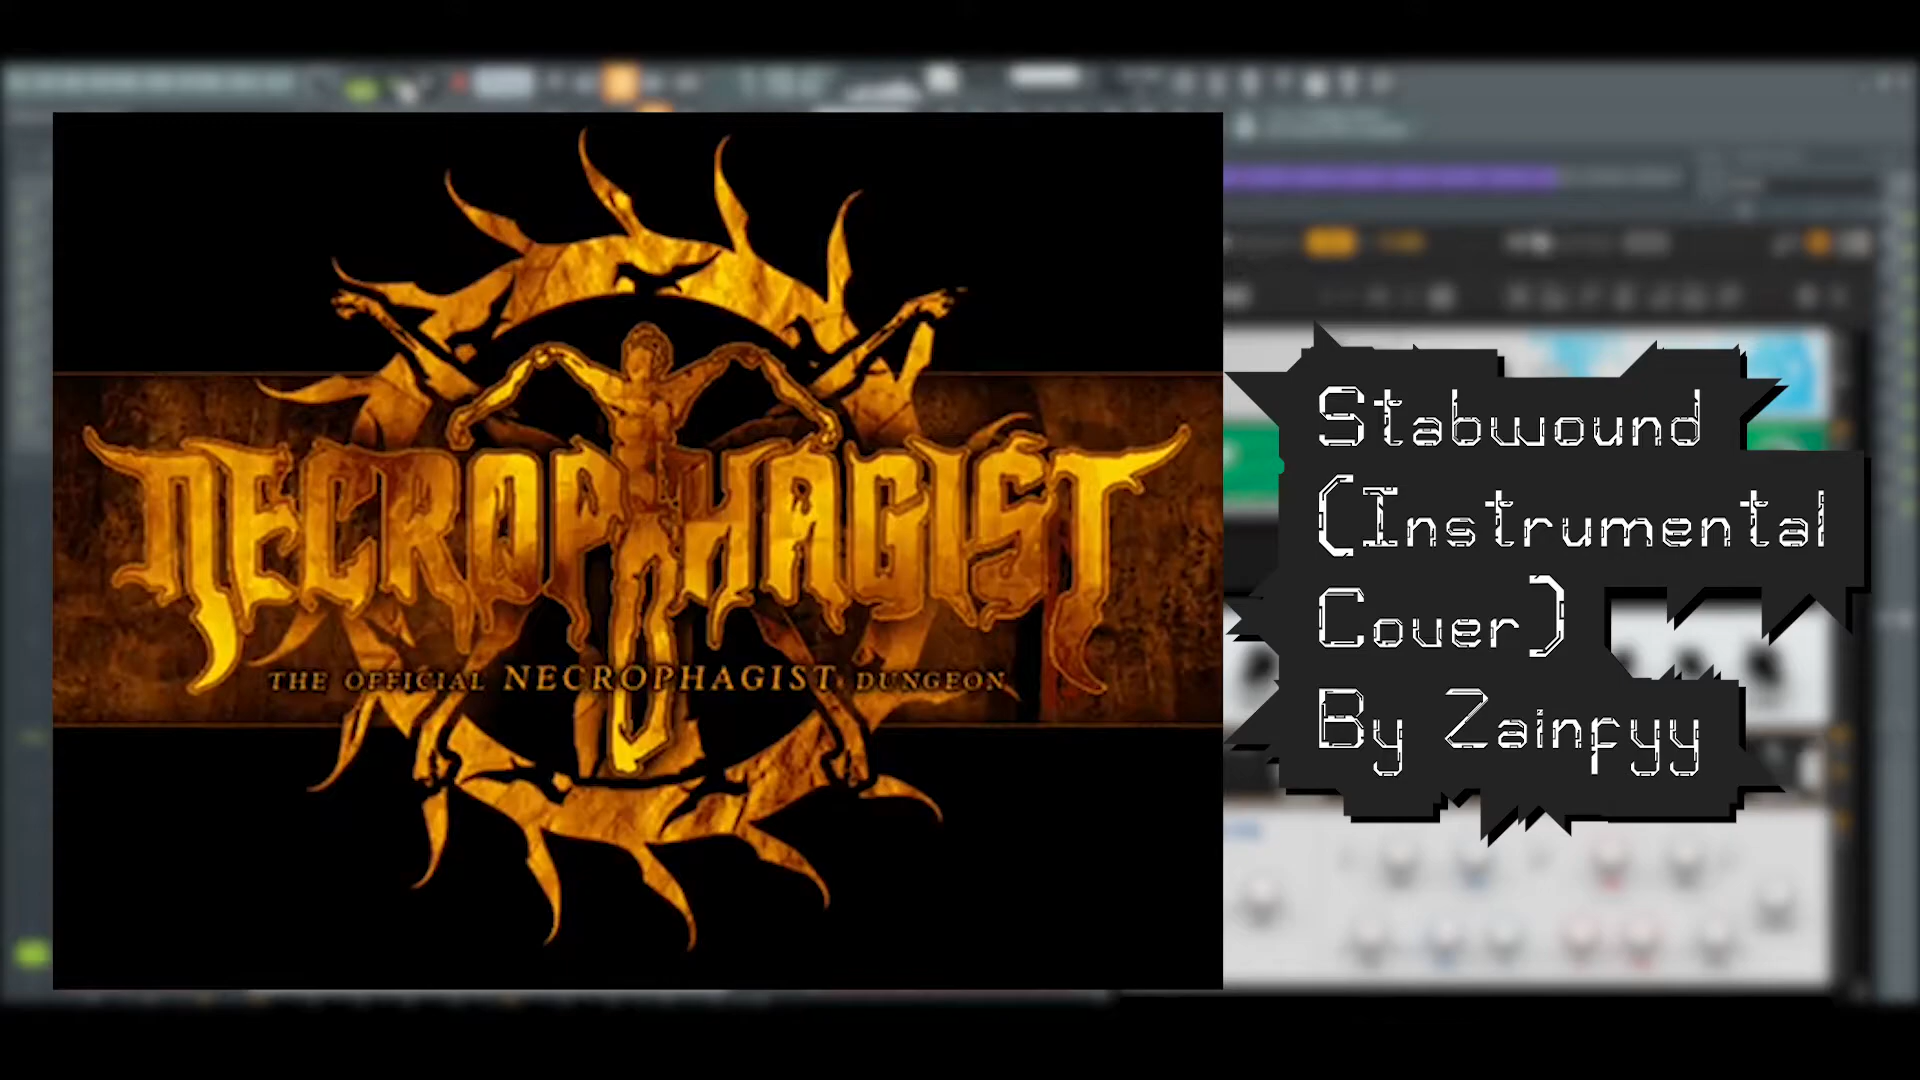 NECROPHAGIST
THE OFFICIAL NECROPHAGIST DUNGEON
Stabwound
(Instrumental
Cover)
By Zainfyy